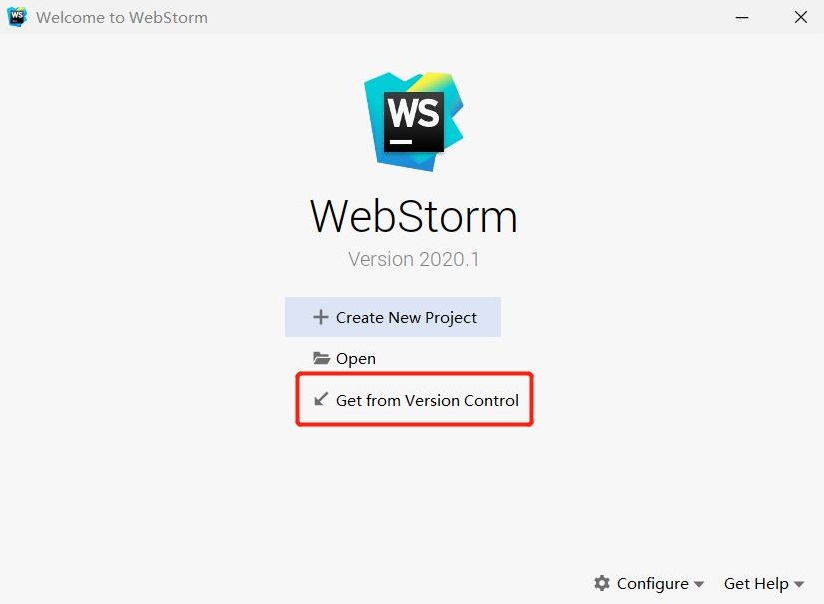 WS
Welcome to WebStorm
WS
WebStorm
Version 2020.1
Create New Project
Open
Get from Version Control
Configure
Get Help